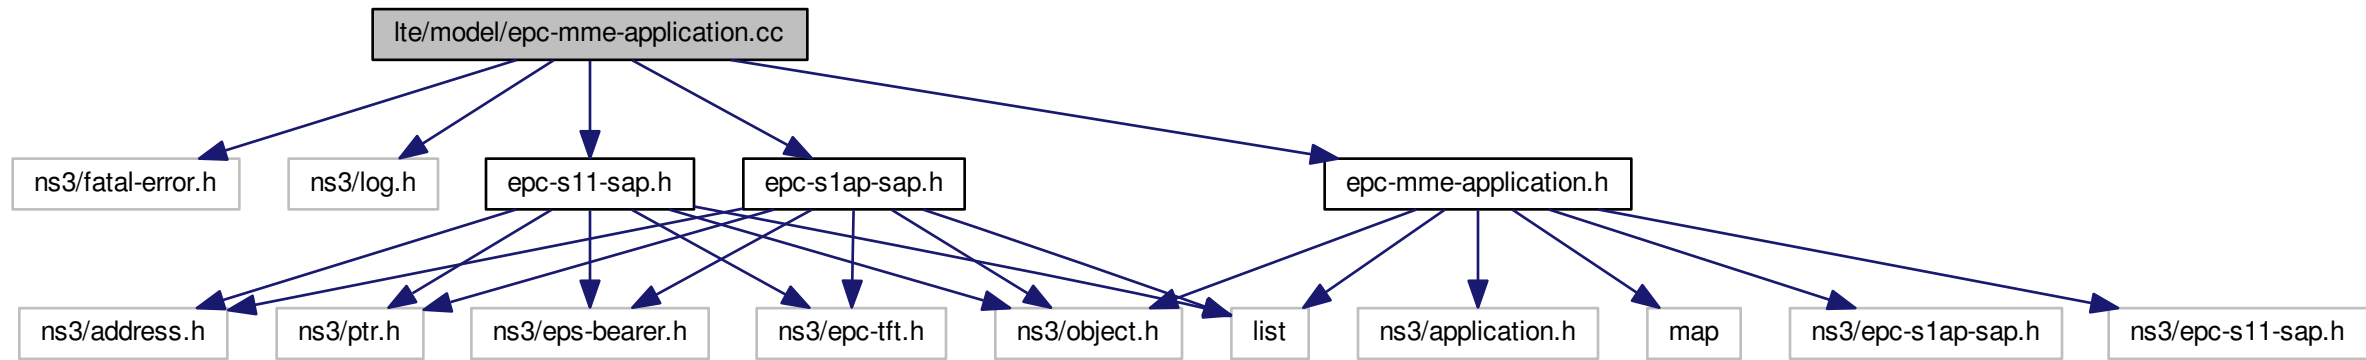 lte/model/epc-mme-application.cc
ns3/fatal-error.h
ns3/log.h
epc-s11-sap.h
epc-s1ap-sap.h
epc-mme-application.h
ns3/address.h
ns3/ptr.h
ns3/eps-bearer.h
ns3/epc-tft.h
ns3/object.h
list
ns3/application.h
map
ns3/epc-s1ap-sap.h
ns3/epc-s11-sap.h